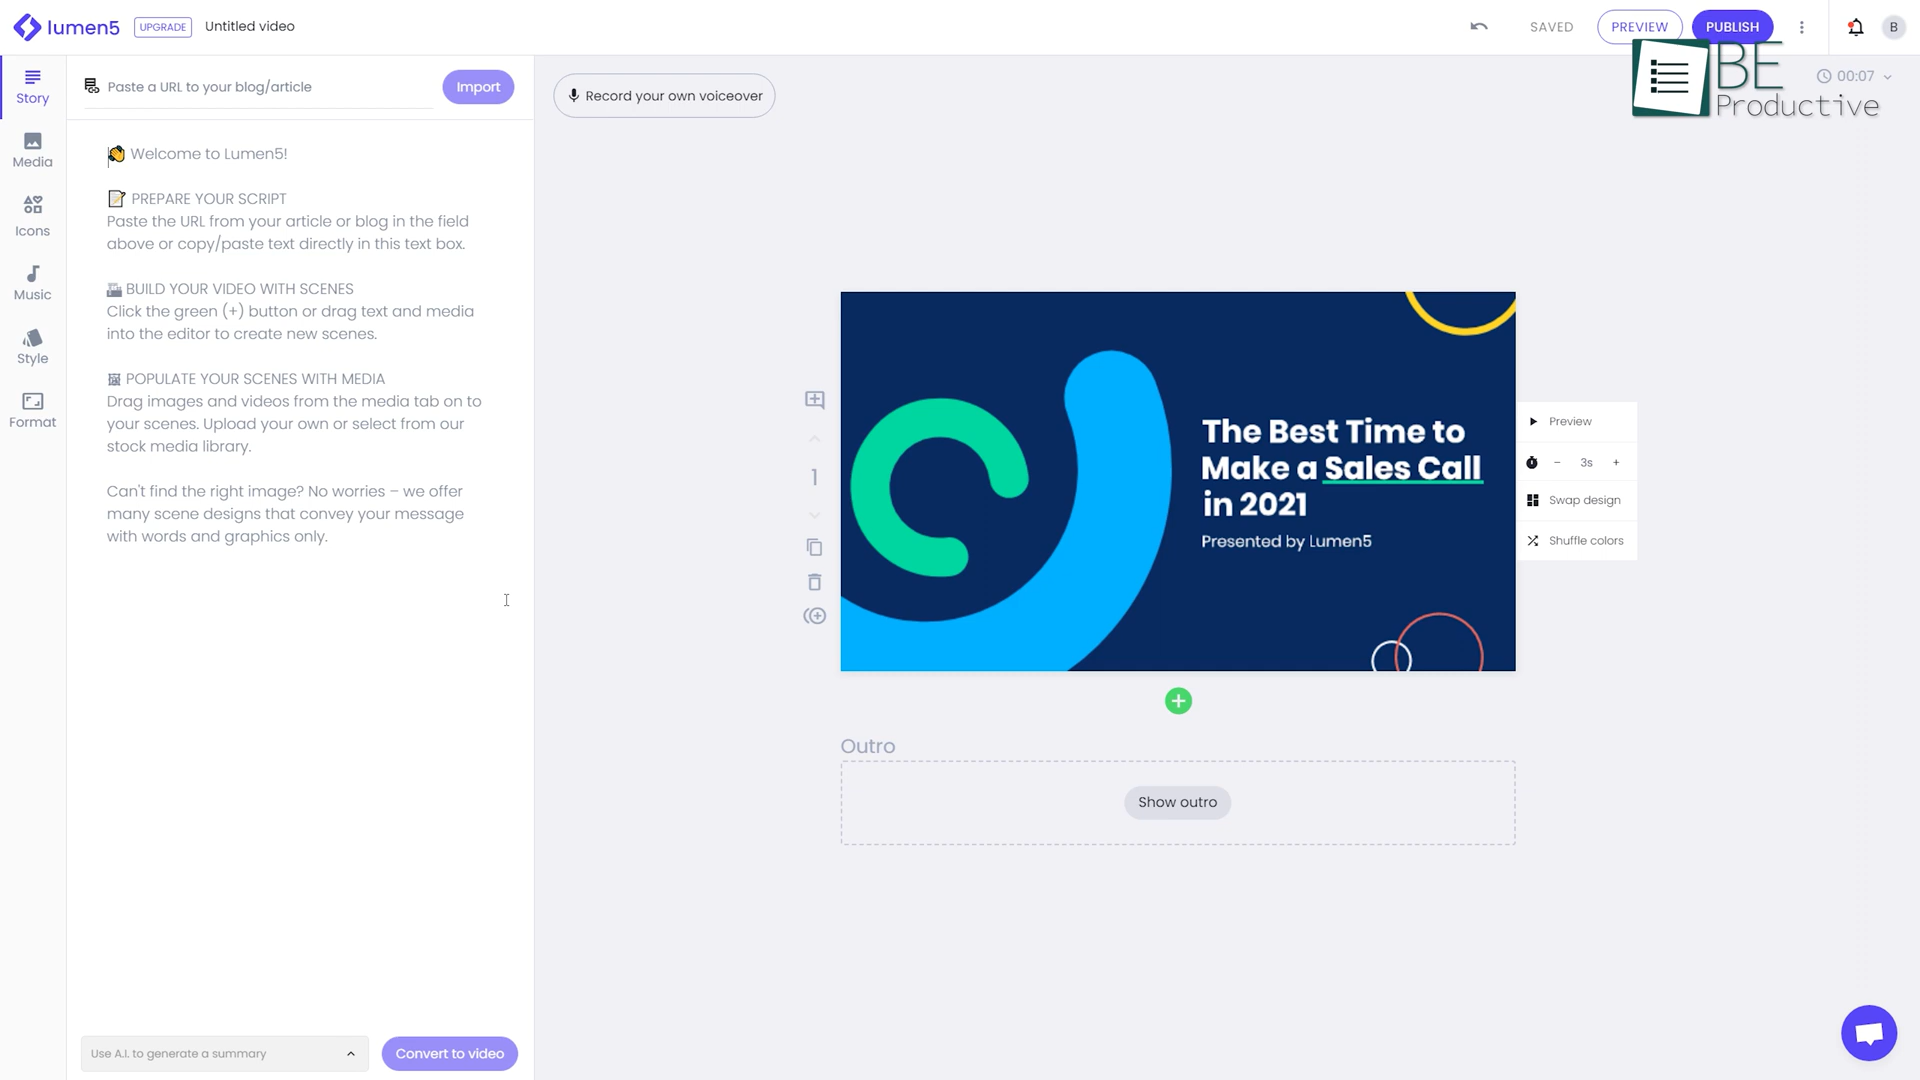 lumen5
UPGRADE
Untitled video
SAVED
PREVIEW
PUBLISH
B
Story
Media
Icons
Music
Style
Format
Paste a URL to your blog/article
Import
Welcome to Lumen5!
PREPARE YOUR SCRIPT
Paste the URL from your article or blog in the field
above or copy/paste text directly in this text box.
BUILD YOUR VIDEO WITH SCENES
Click the green (+) button or drag text and media
into the editor to create new scenes.
POPULATE YOUR SCENES WITH MEDIA
Drag images and videos from the media tab on to
your scenes. Upload your own or select from our
stock media library.
Can't find the right image? No worries – we offer
many scene designs that convey your message
with words and graphics only.
Use A.I. to generate a summary
Convert to video
Record your own voiceover
BE
Productive
00:07
1
The Best Time to
Make a Sales Call
in 2021
Presented by Lumen5
Preview
− 3s +
Swap design
Shuffle colors
Outro
Show outro